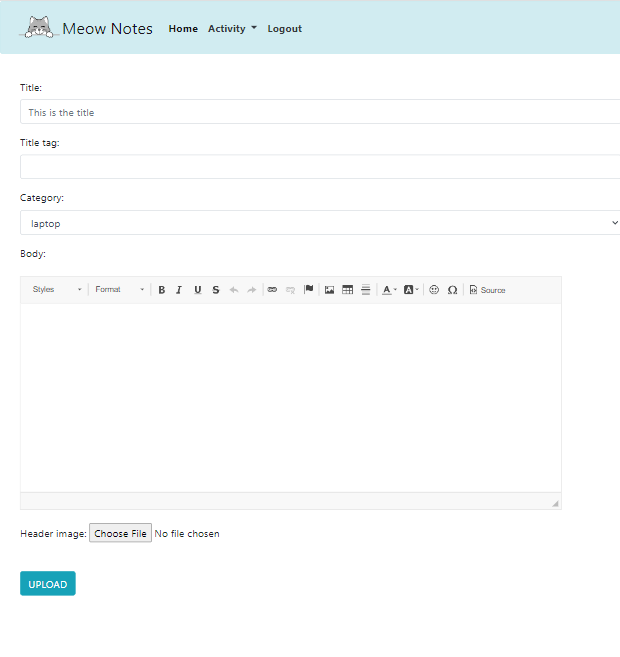 Meow Notes Home Activity Logout
Title:
This is the title
Title tag:
Category:
laptop
Body:
Styles Format B I U S A A Ω Source
Header image: Choose File No file chosen
UPLOAD